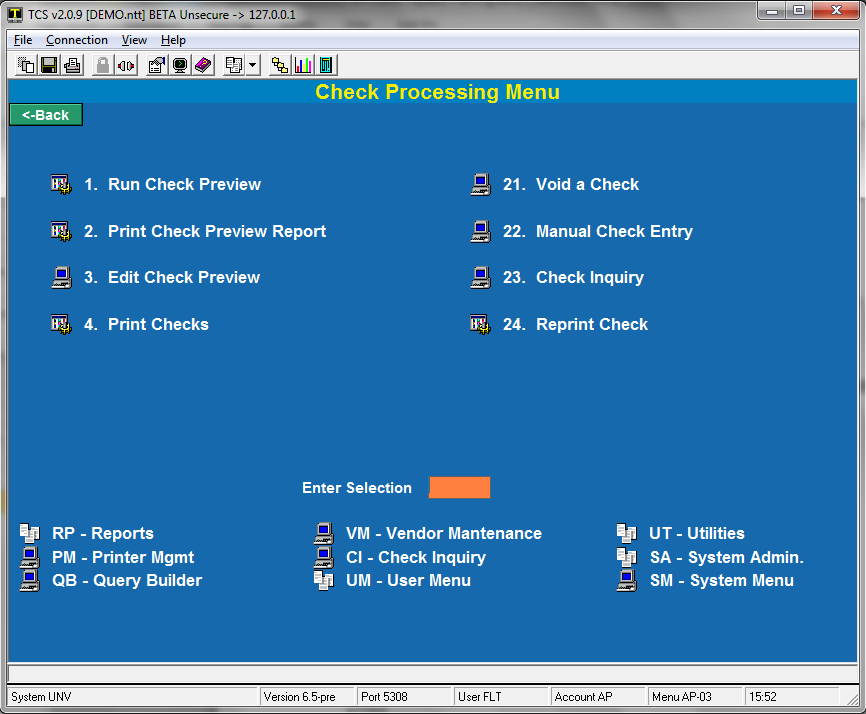 TCS v2.0.9 [DEMO.ntt] BETA Unsecure -> 127.0.0.1
File Connection View Help
Check Processing Menu
<-Back
1. Run Check Preview
21. Void a Check
2. Print Check Preview Report
22. Manual Check Entry
3. Edit Check Preview
23. Check Inquiry
4. Print Checks
24. Reprint Check
Enter Selection
RP - Reports
VM - Vendor Mantenance
UT - Utilities
PM - Printer Mgmt
CI - Check Inquiry
SA - System Admin.
QB - Query Builder
UM - User Menu
SM - System Menu
System UNV
Version 6.5-pre
Port 5308
User FLT
Account AP
Menu AP-03
15:52